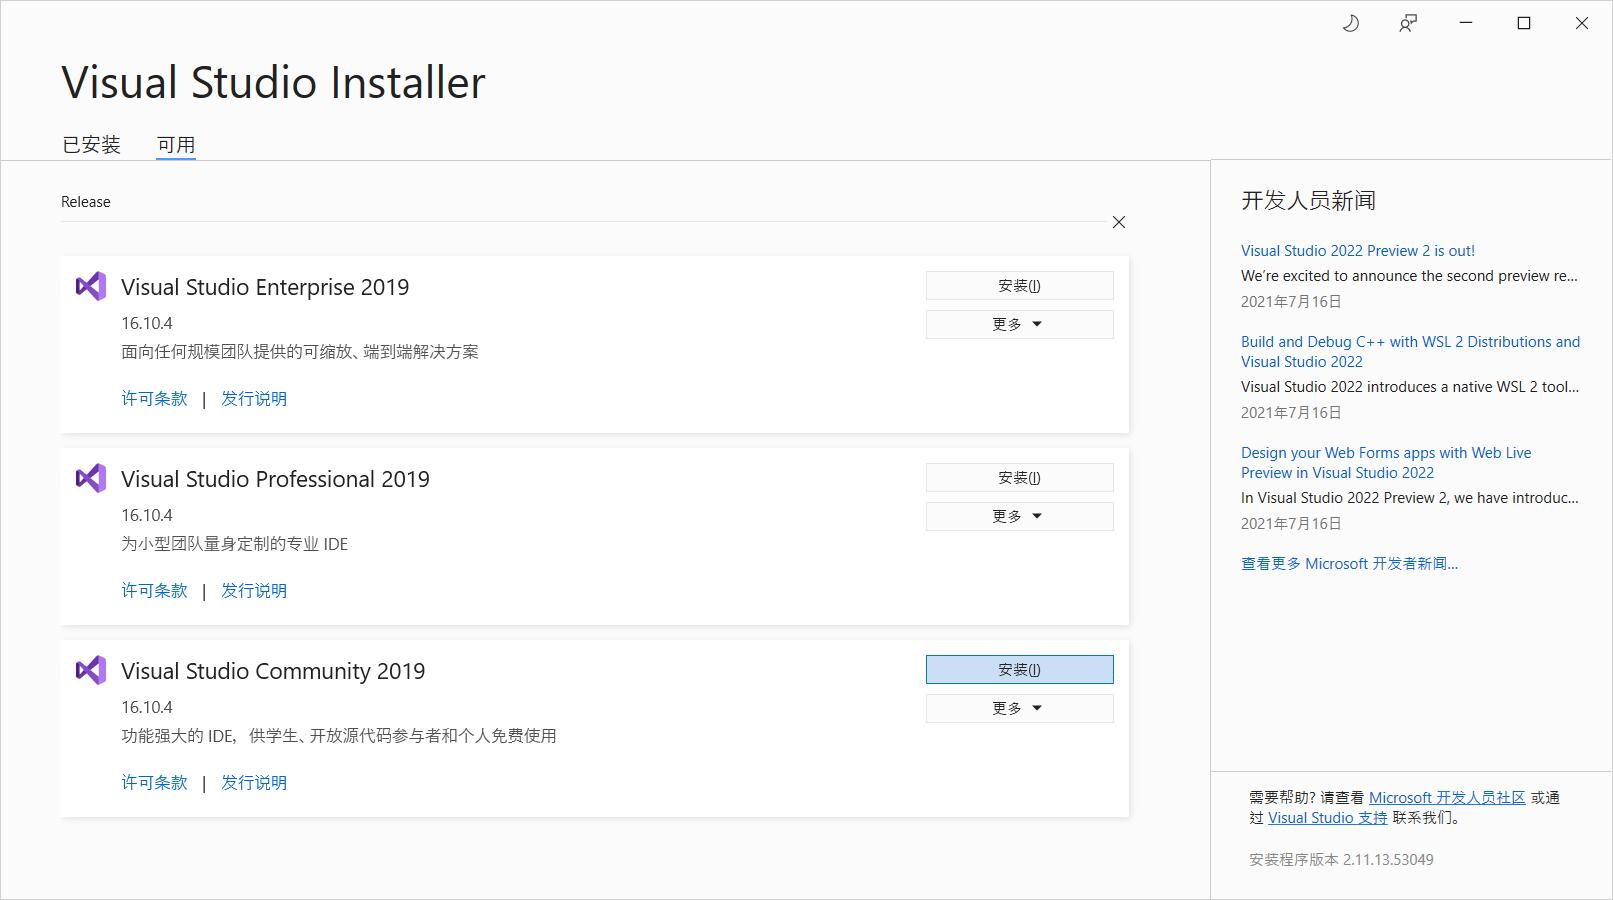 Visual Studio Installer
已安装
可用
Release
Visual Studio Enterprise 2019
16.10.4
面向任何规模团队提供的可缩放、端到端解决方案
许可条款 | 发行说明
安装(I)
更多
Visual Studio Professional 2019
16.10.4
为小型团队量身定制的专业 IDE
许可条款 | 发行说明
安装(I)
更多
Visual Studio Community 2019
16.10.4
功能强大的 IDE，供学生、开放源代码参与者和个人免费使用
许可条款 | 发行说明
安装(I)
更多
开发人员新闻
Visual Studio 2022 Preview 2 is out!
We’re excited to announce the second preview re...
2021年7月16日
Build and Debug C++ with WSL 2 Distributions and
Visual Studio 2022
Visual Studio 2022 introduces a native WSL 2 tool...
2021年7月16日
Design your Web Forms apps with Web Live
Preview in Visual Studio 2022
In Visual Studio 2022 Preview 2, we have introduc...
2021年7月16日
查看更多 Microsoft 开发者新闻...
需要帮助? 请查看 Microsoft 开发人员社区 或通
过 Visual Studio 支持 联系我们。
安装程序版本 2.11.13.53049